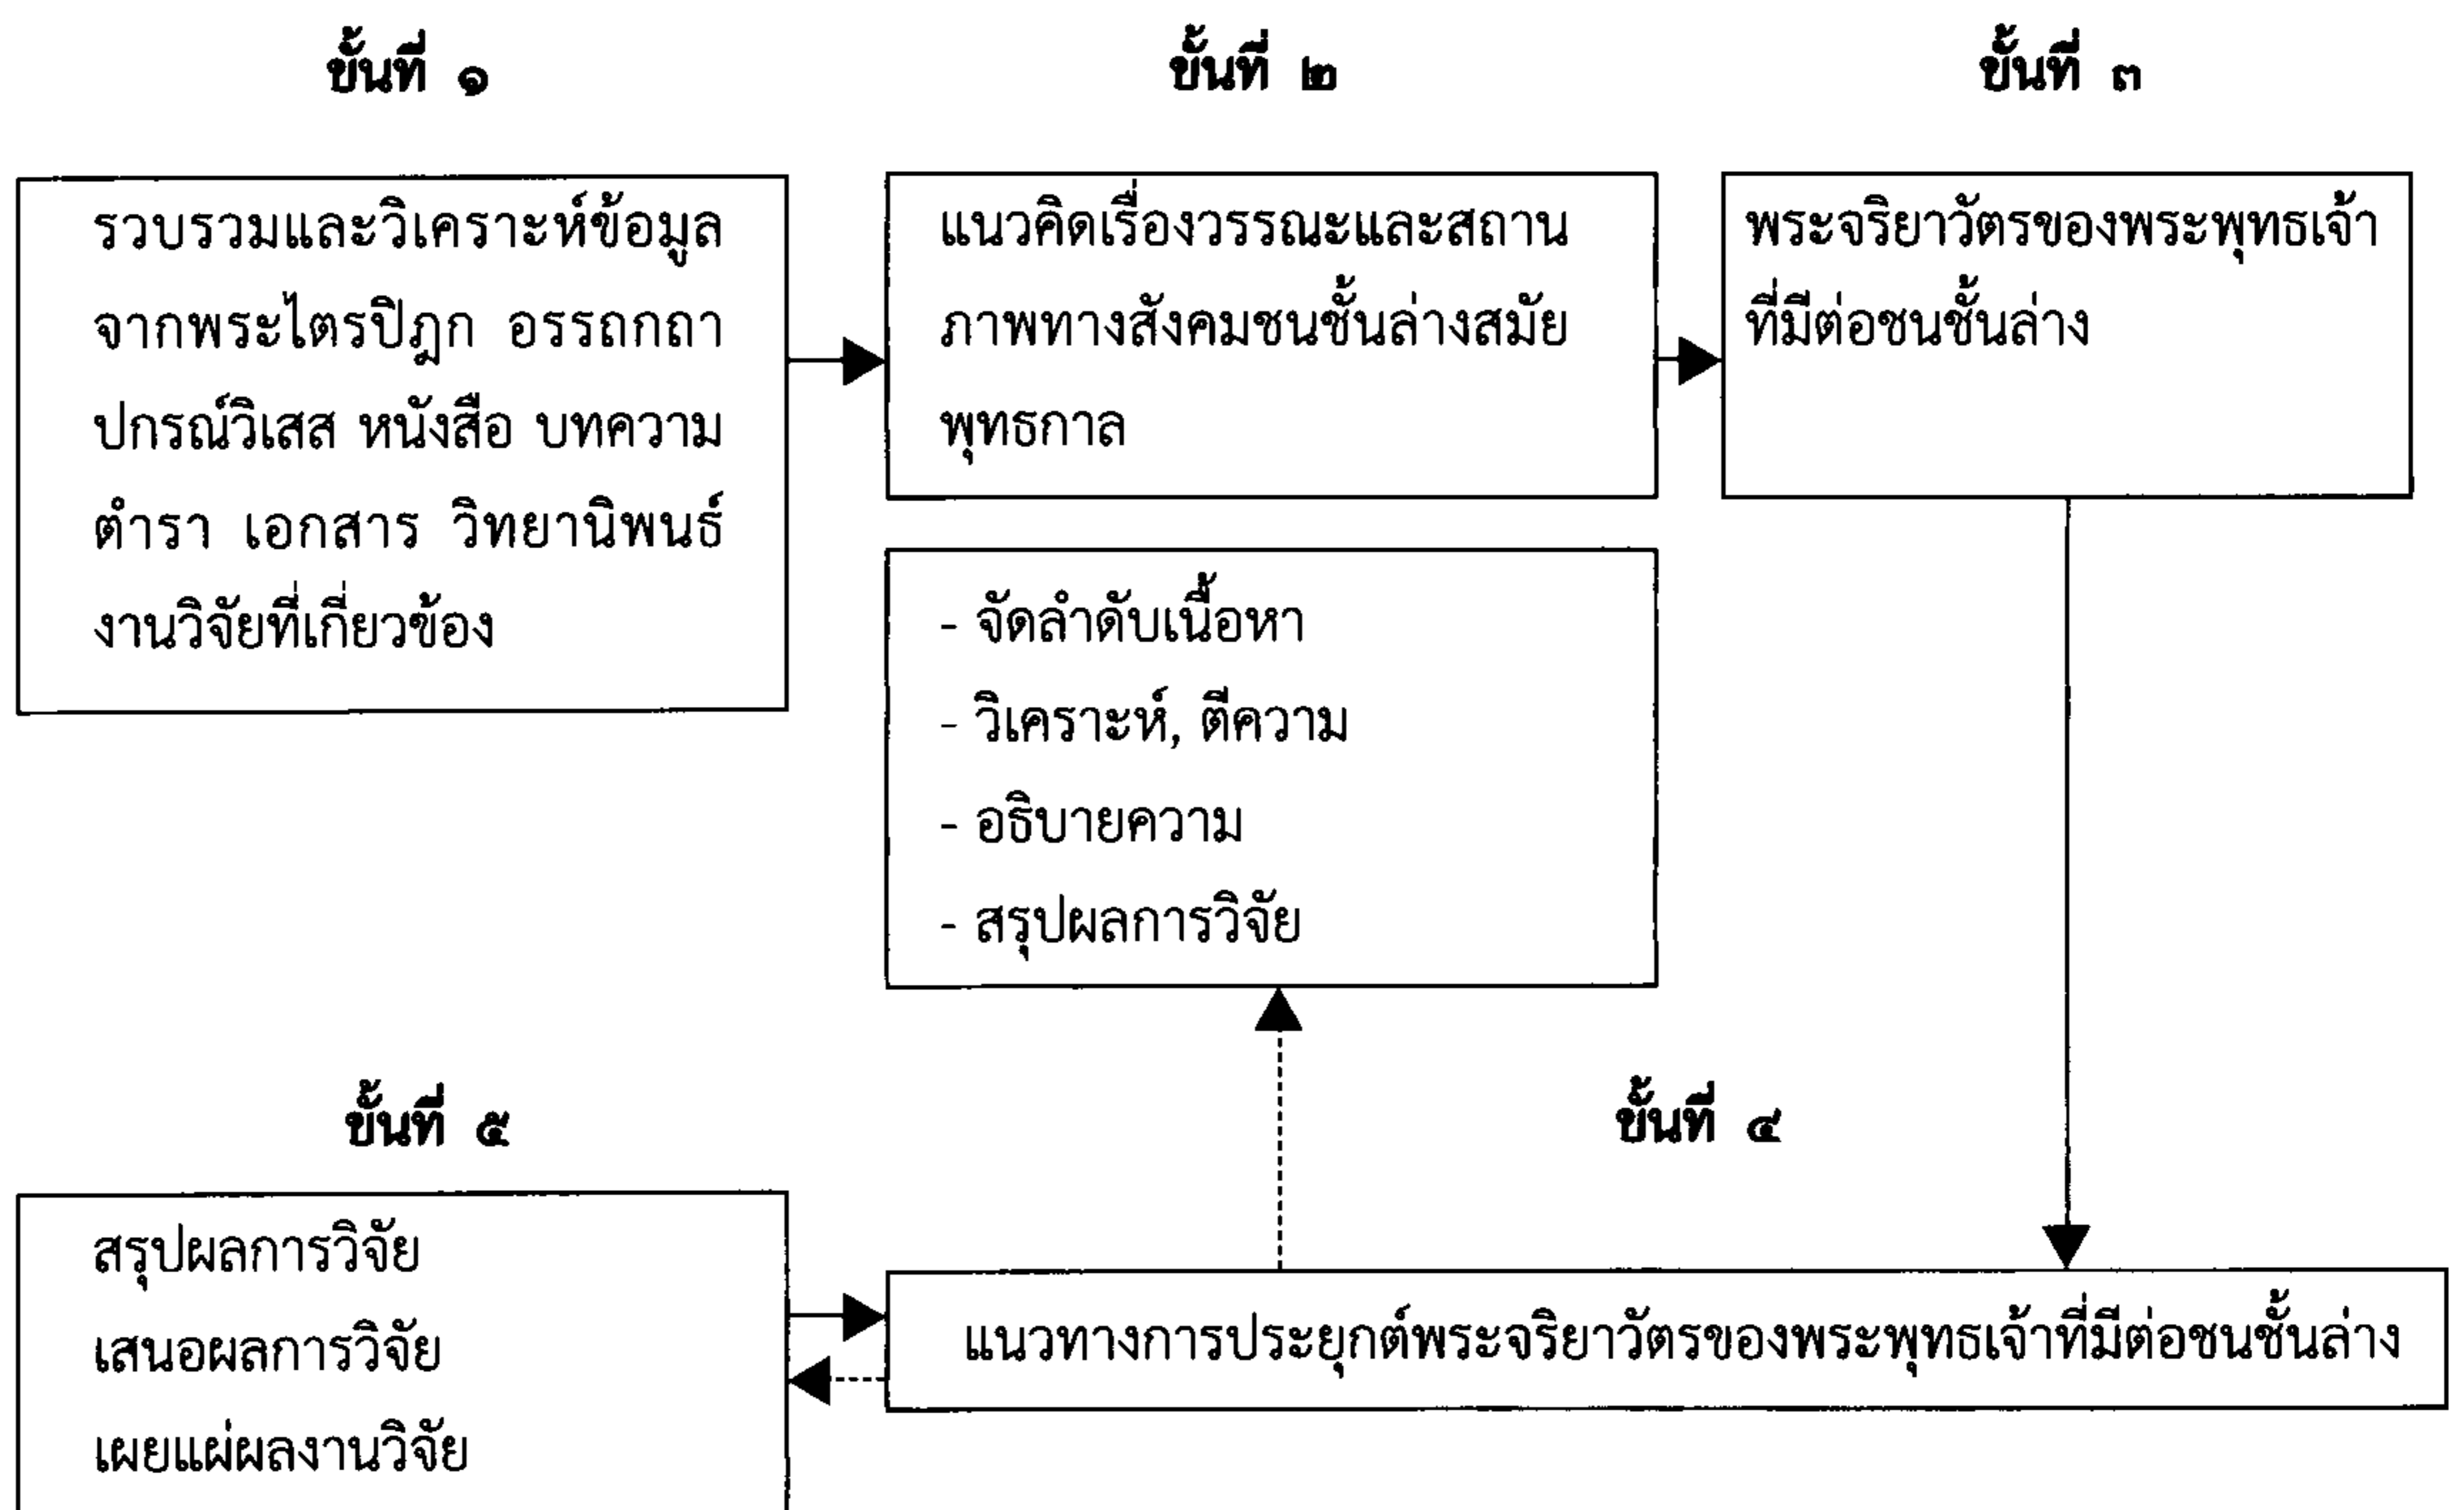 ขั้นที่ ๑
รวบรวมและวิเคราะห์ข้อมูล
จากพระไตรปิฎก อรรถกถา
ปกรณ์วิเสส หนังสือ บทความ
ตำรา เอกสาร วิทยานิพนธ์
งานวิจัยที่เกี่ยวข้อง
ขั้นที่ ๒
แนวคิดเรื่องวรรณะและสถาน
ภาพทางสังคมชนชั้นล่างสมัย
พุทธกาล
ขั้นที่ ๓
พระจริยาวัตรของพระพุทธเจ้า
ที่มีต่อชนชั้นล่าง
- จัดลำดับเนื้อหา
- วิเคราะห์, ตีความ
- อธิบายความ
- สรุปผลการวิจัย
ขั้นที่ ๔
แนวทางการประยุกต์พระจริยาวัตรของพระพุทธเจ้าที่มีต่อชนชั้นล่าง
ขั้นที่ ๕
สรุปผลการวิจัย
เสนอผลการวิจัย
เผยแผ่ผลงานวิจัย